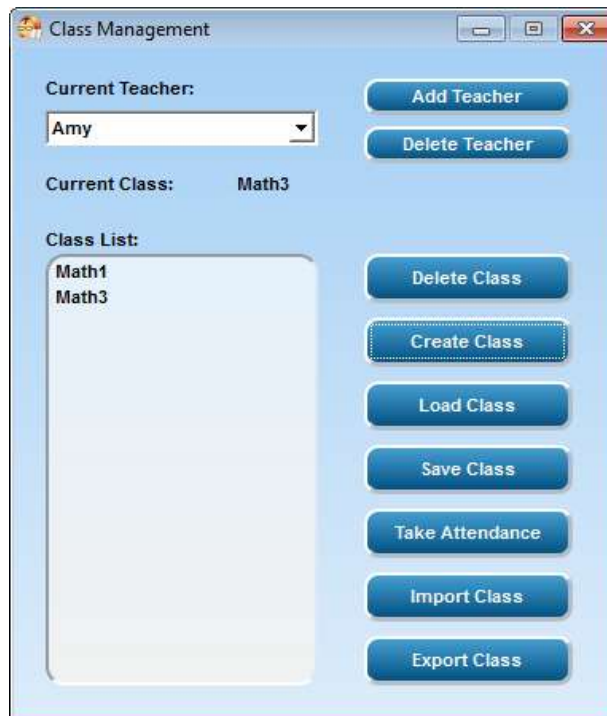 Class Management
Current Teacher:
Amy
Add Teacher
Delete Teacher
Current Class: Math3
Class List:
Math1
Math3
Delete Class
Create Class
Load Class
Save Class
Take Attendance
Import Class
Export Class